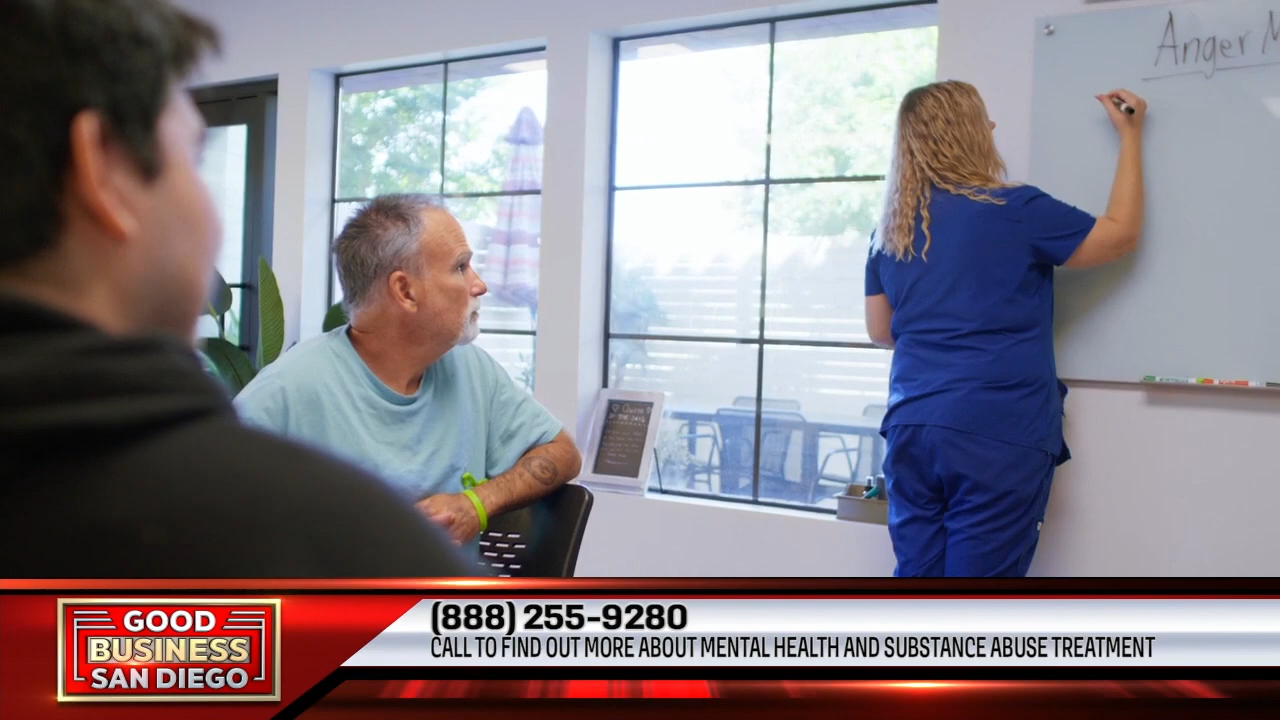 Anger M
(888) 255-9280
CALL TO FIND OUT MORE ABOUT MENTAL HEALTH AND SUBSTANCE ABUSE TREATMENT
GOOD
BUSINESS
SAN DIEGO